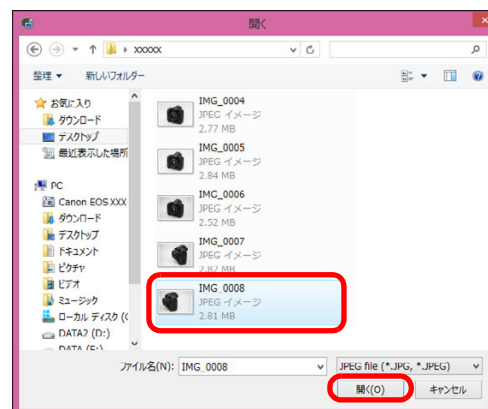 開く
xxxxx
整理 ▼ 新しいフォルダー
お気に入り
ダウンロード
デスクトップ
最近表示した場所
PC
Canon EOS XXX
ダウンロード
デスクトップ
ドキュメント
ピクチャ
ビデオ
ミュージック
ローカル ディスク (C
DATA2 (D:)
DATA (E:)
IMG_0004
JPEG イメージ
2.77 MB
IMG_0005
JPEG イメージ
2.84 MB
IMG_0006
JPEG イメージ
2.52 MB
IMG_0007
JPEG イメージ
2.82 MB
IMG_0008
JPEG イメージ
2.81 MB
ファイル名(N): IMG_0008
JPEG file (*.JPG, *.JPEG)
開く(O) キャンセル